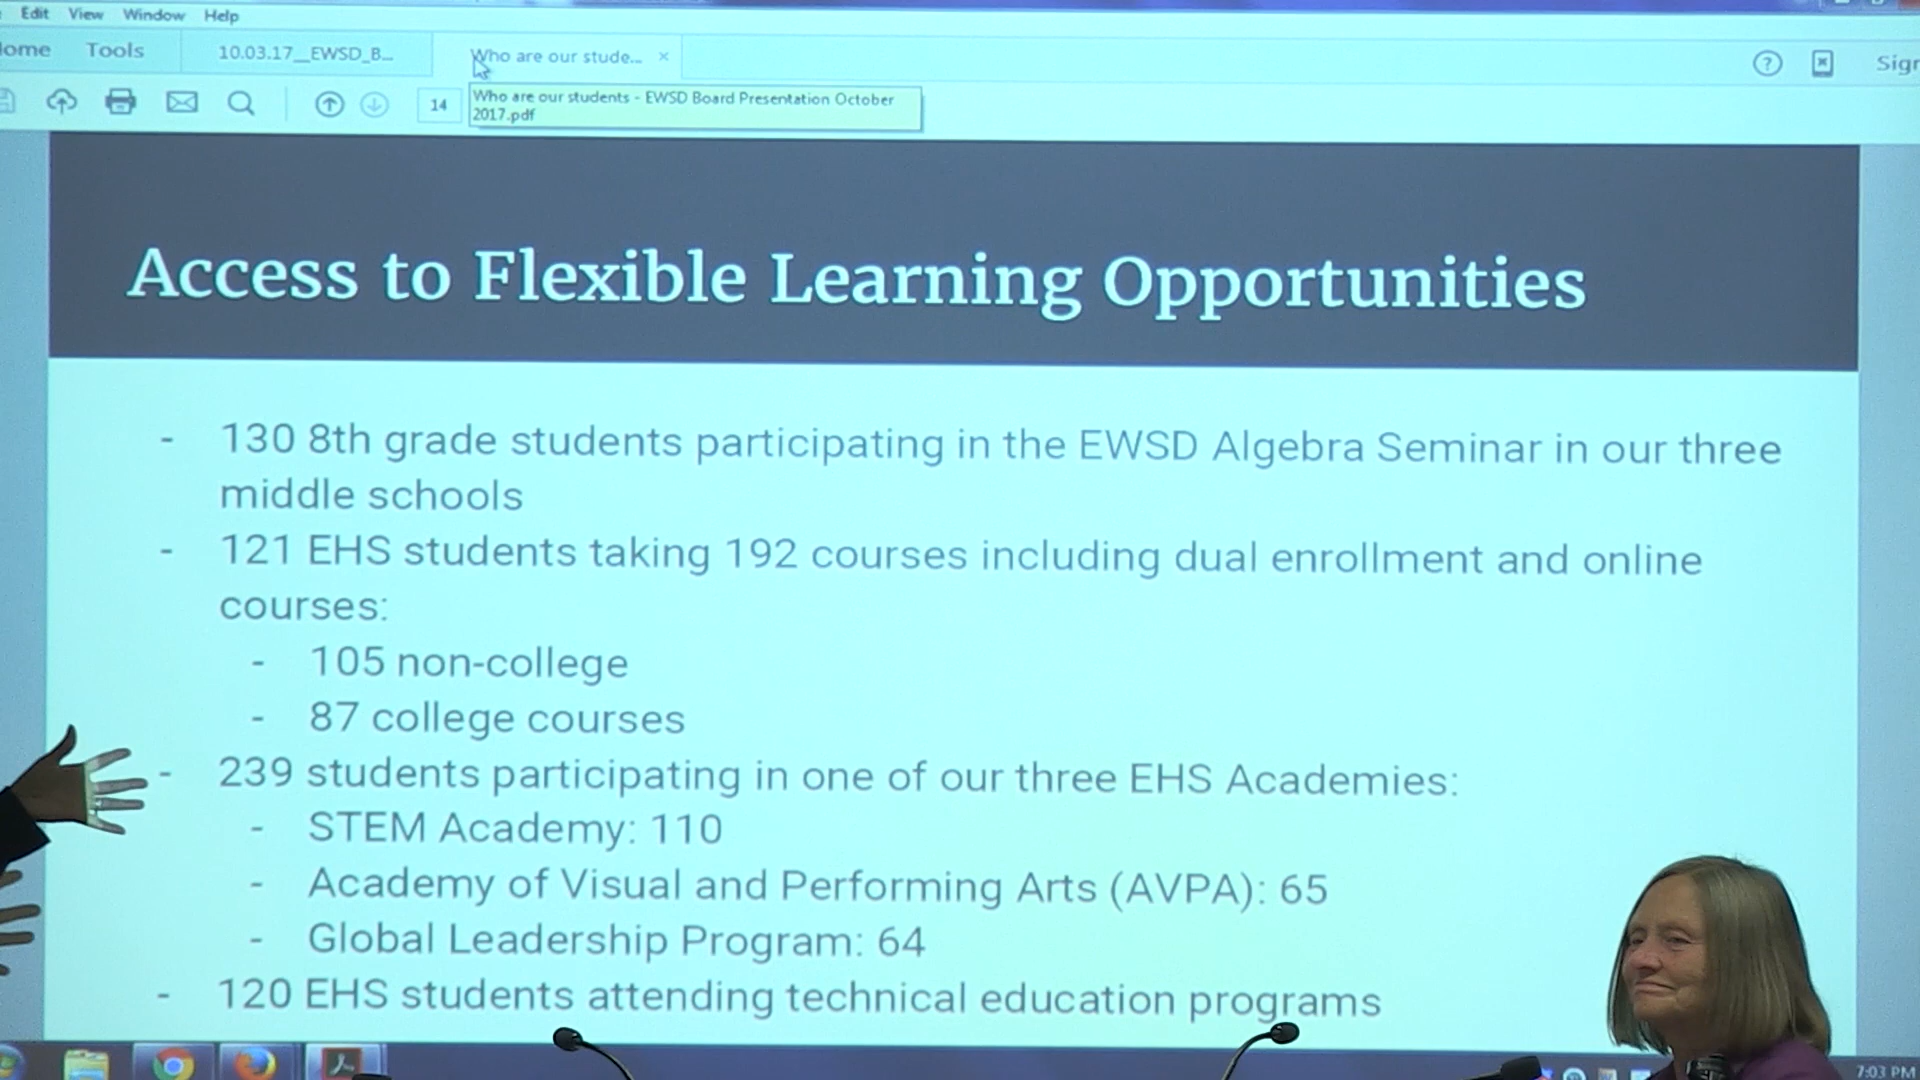 Edit View Window Help
Tools 10.03.17__EWSD_B... Who are our stude... ×
14
Who are our students - EWSD Board Presentation October
2017.pdf
Access to Flexible Learning Opportunities
- 130 8th grade students participating in the EWSD Algebra Seminar in our three
middle schools
- 121 EHS students taking 192 courses including dual enrollment and online
courses:
- 105 non-college
- 87 college courses
- 239 students participating in one of our three EHS Academies:
- STEM Academy: 110
- Academy of Visual and Performing Arts (AVPA): 65
- Global Leadership Program: 64
- 120 EHS students attending technical education programs
7:03 PM